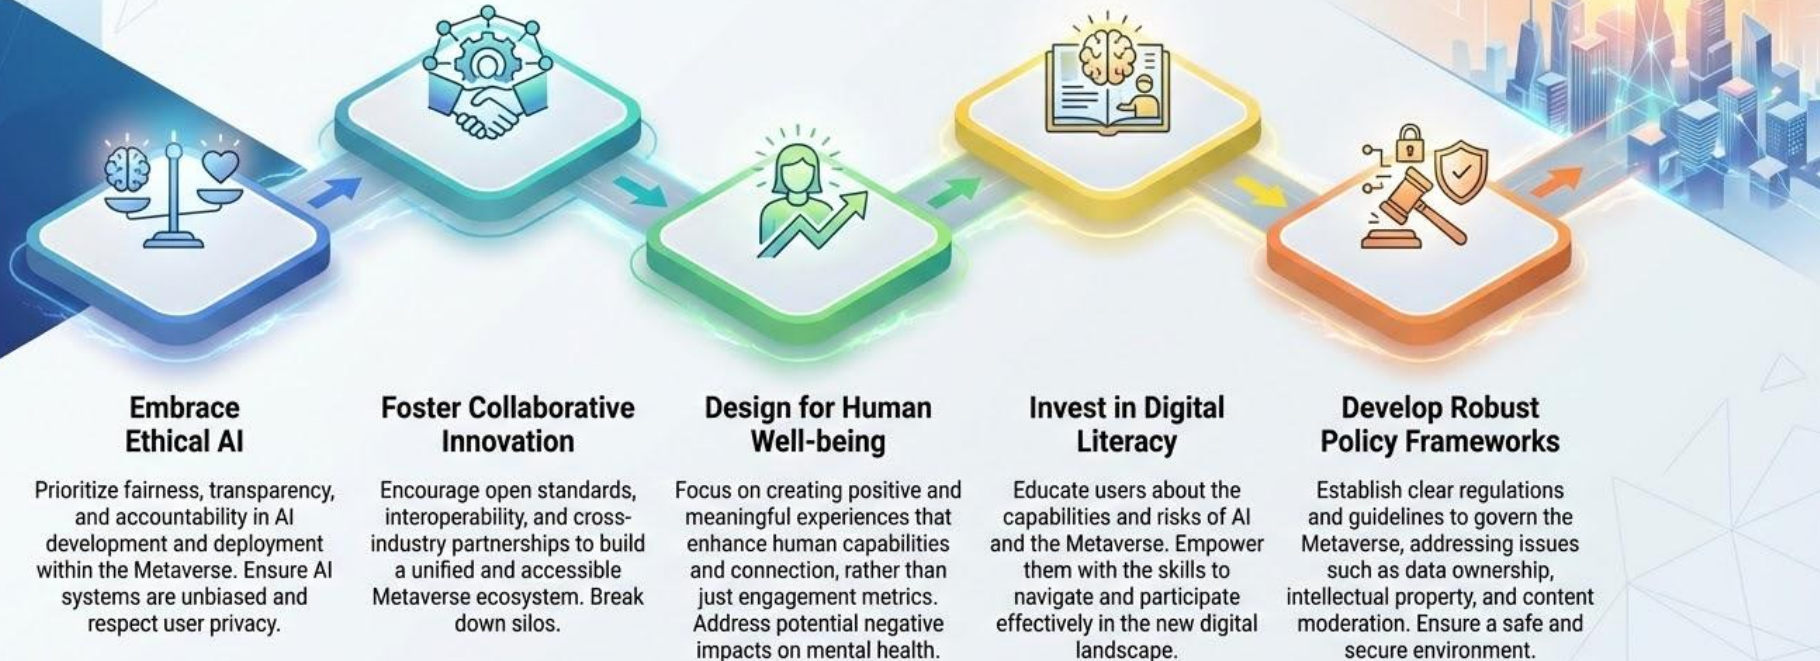 Embrace
Ethical AI
Prioritize fairness, transparency,
and accountability in AI
development and deployment
within the Metaverse. Ensure AI
systems are unbiased and
respect user privacy.
Foster Collaborative
Innovation
Encourage open standards,
interoperability, and cross-
industry partnerships to build
a unified and accessible
Metaverse ecosystem. Break
down silos.
Design for Human
Well-being
Focus on creating positive and
meaningful experiences that
enhance human capabilities
and connection, rather than
just engagement metrics.
Address potential negative
impacts on mental health.
Invest in Digital
Literacy
Educate users about the
capabilities and risks of AI
and the Metaverse. Empower
them with the skills to
navigate and participate
effectively in the new digital
landscape.
Develop Robust
Policy Frameworks
Establish clear regulations
and guidelines to govern the
Metaverse, addressing issues
such as data ownership,
intellectual property, and content
moderation. Ensure a safe and
secure environment.